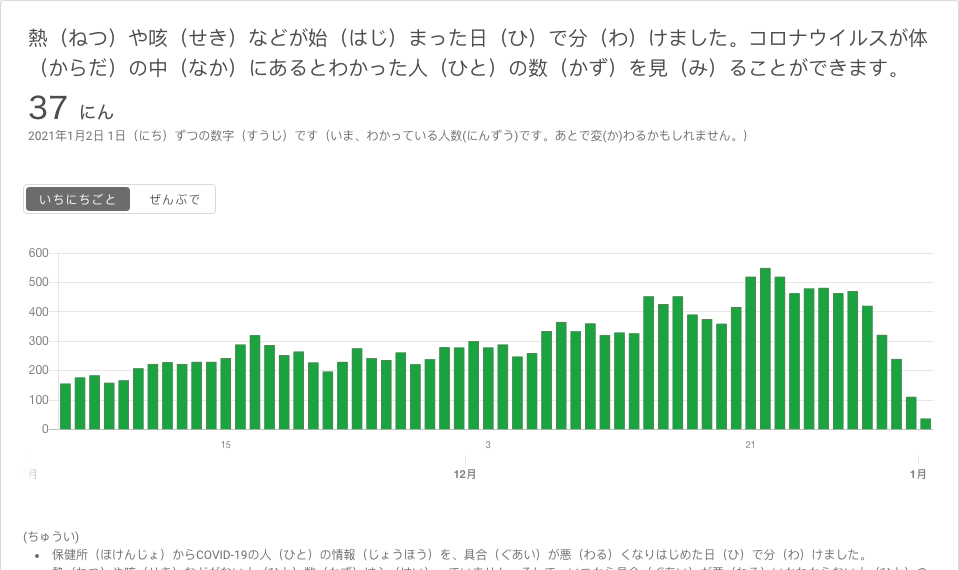 熱（ねつ）や咳（せき）などが始（はじ）まった日（ひ）で分（わ）けました。コロナウイルスが体
（からだ）の中（なか）にあるとわかった人（ひと）の数（かず）を見（み）ることができます。
37 にん
2021年1月2日 1日（にち）ずつの数字（すうじ）です（いま、わかっている人数(にんずう)です。あとで変(か)わるかもしれません。）
いちにちごと ぜんぶで
600
500
400
300
200
100
0
15 3 21
月 12月 1月
(ちゅうい)
• 保健所（ほけんじょ）からCOVID-19の人（ひと）の情報（じょうほう）を、具合（ぐあい）が悪（わる）くなりはじめた日（ひ）で分（わ）けました。